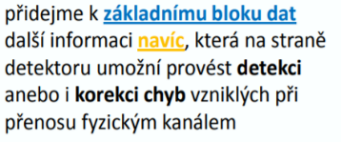 přidejme k základnímu bloku dat
další informaci navíc, která na straně
detektoru umožní provést detekci
anebo i korekci chyb vzniklých při
přenosu fyzickým kanálem